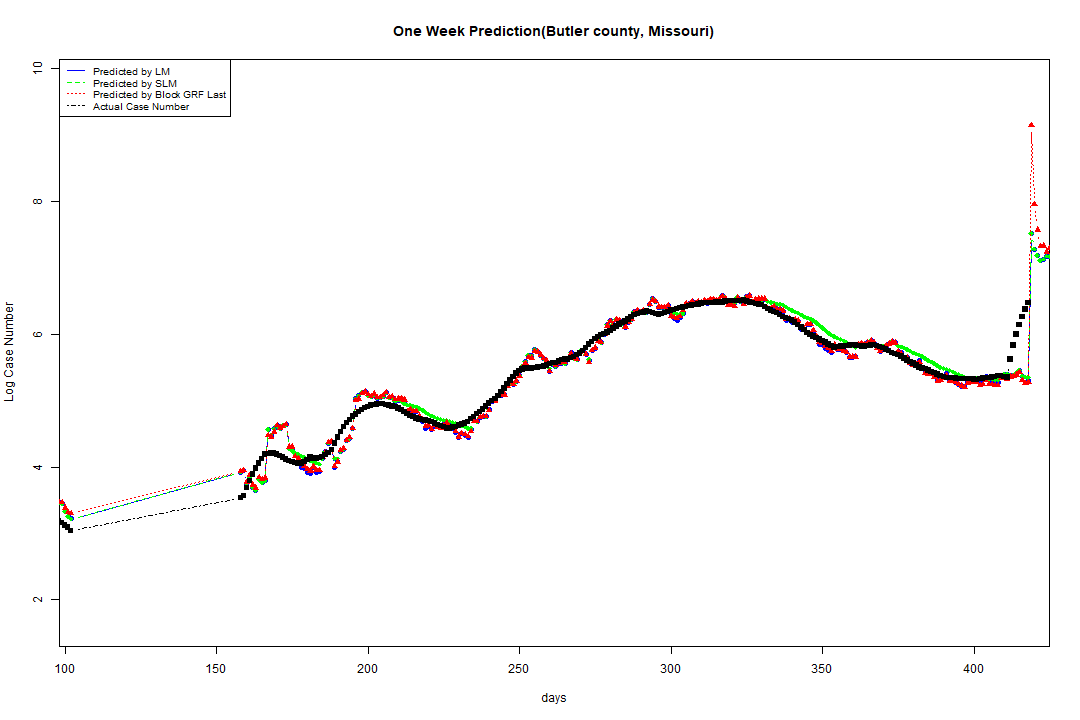 One Week Prediction(Butler county, Missouri)
Predicted by LM
Predicted by SLM
Predicted by Block GRF Last
Actual Case Number
10
8
6
4
2
Log Case Number
100 150 200 250 300 350 400
days